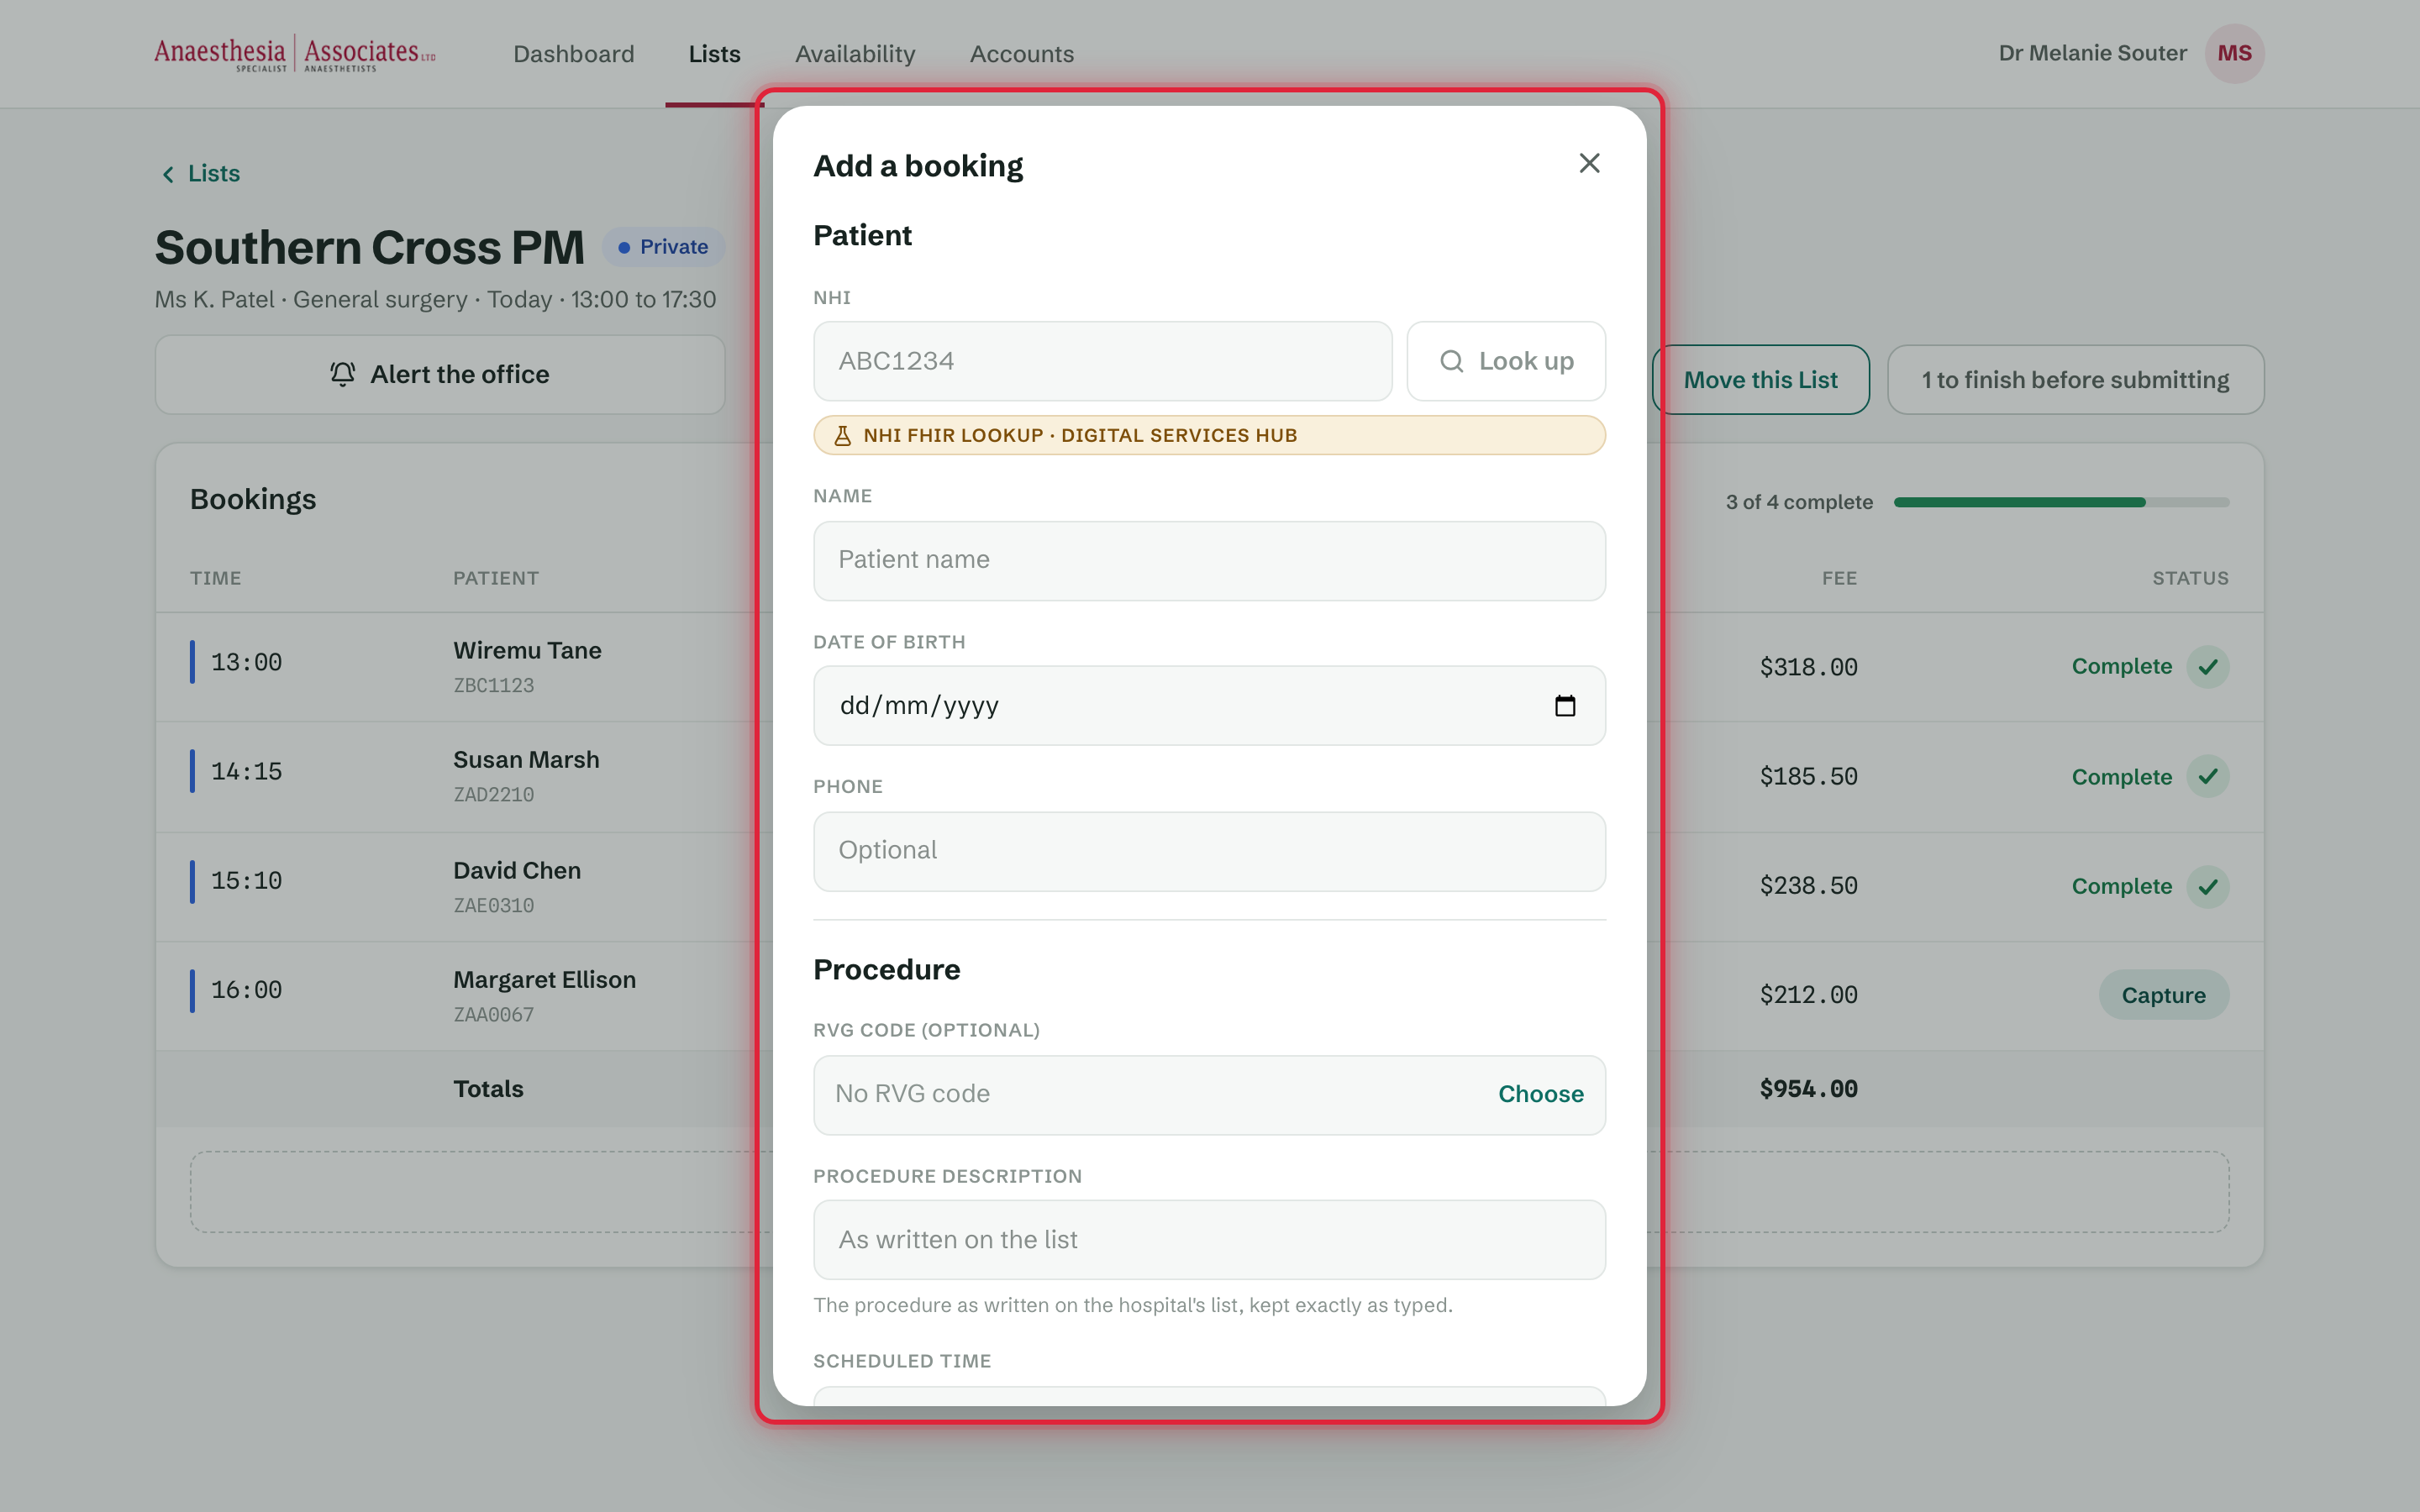 Anaesthesia Associates LTD
SPECIALIST ANAESTHETISTS
Dashboard
Lists
Availability
Accounts
Dr Melanie Souter
MS
Lists
Southern Cross PM
Private
Ms K. Patel · General surgery · Today · 13:00 to 17:30
Alert the office
Move this List
1 to finish before submitting
Bookings
3 of 4 complete
TIME
PATIENT
FEE
STATUS
13:00
Wiremu Tane
ZBC1123
$318.00
Complete
14:15
Susan Marsh
ZAD2210
$185.50
Complete
15:10
David Chen
ZAE0310
$238.50
Complete
16:00
Margaret Ellison
ZAA0067
$212.00
Capture
Totals
$954.00
Add a booking
Patient
NHI
ABC1234
Look up
NHI FHIR LOOKUP · DIGITAL SERVICES HUB
NAME
Patient name
DATE OF BIRTH
dd/mm/yyyy
PHONE
Optional
Procedure
RVG CODE (OPTIONAL)
No RVG code
Choose
PROCEDURE DESCRIPTION
As written on the list
The procedure as written on the hospital's list, kept exactly as typed.
SCHEDULED TIME